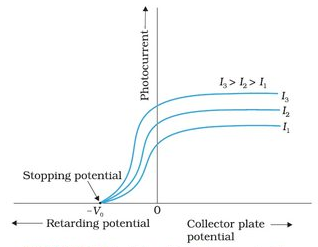 Photocurrent
I₃ > I₂ > I₁
I₃
I₂
I₁
Stopping potential
–V₀
0
Retarding potential
Collector plate
potential